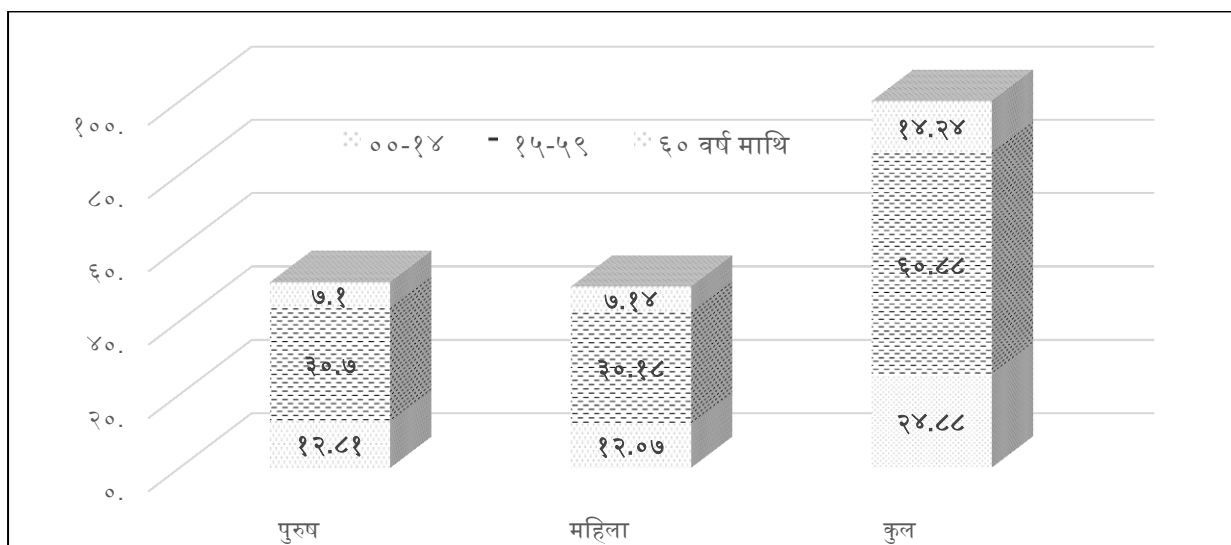 १००.
८०.
६०.
४०.
२०.
०.
००-१४ १५-५९ ६० वर्ष माथि
७.१ ७.१४ १४.२४
३०.७ ३०.१८ ६०.८८
१२.८१ १२.०७ २४.८८
पुरुष महिला कुल